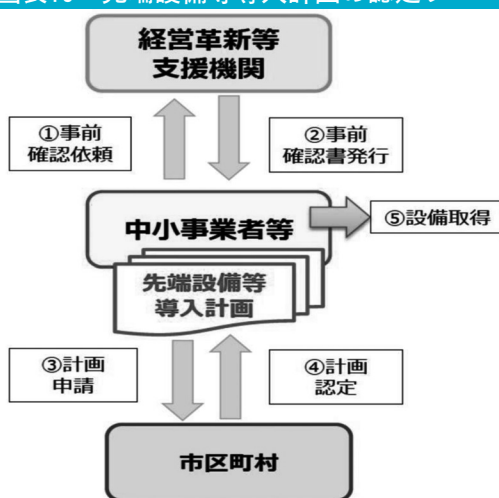 経営革新等
支援機関
①事前
確認依頼
②事前
確認書発行
中小事業者等
⑤設備取得
先端設備等
導入計画
③計画
申請
④計画
認定
市区町村